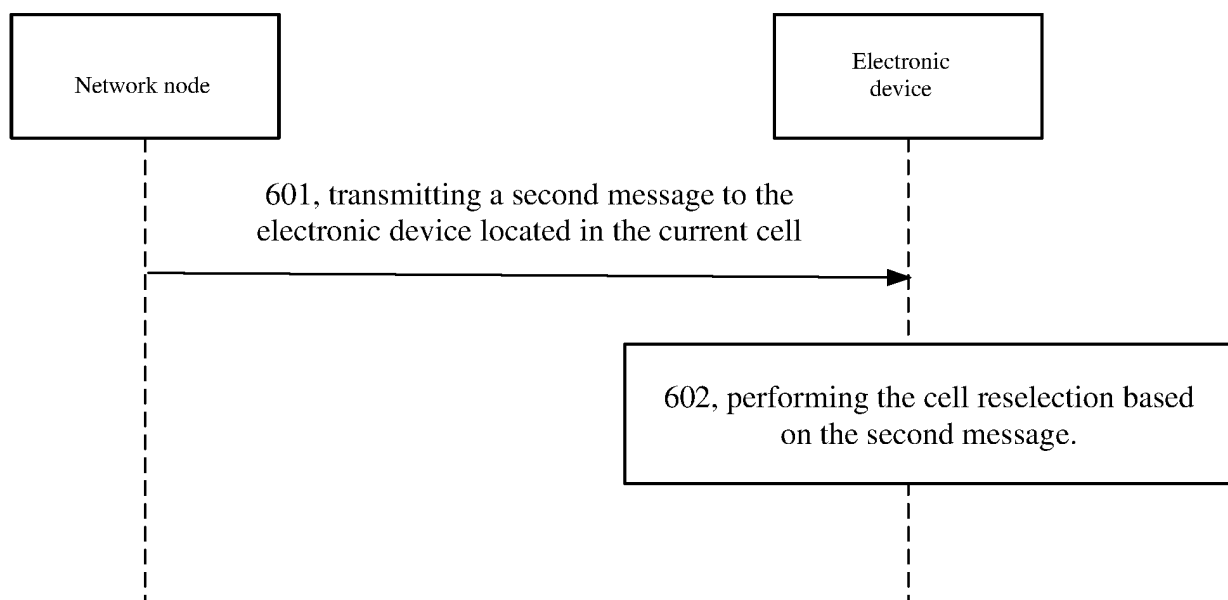 Network node
Electronic
device
601, transmitting a second message to the
electronic device located in the current cell
602, performing the cell reselection based
on the second message.